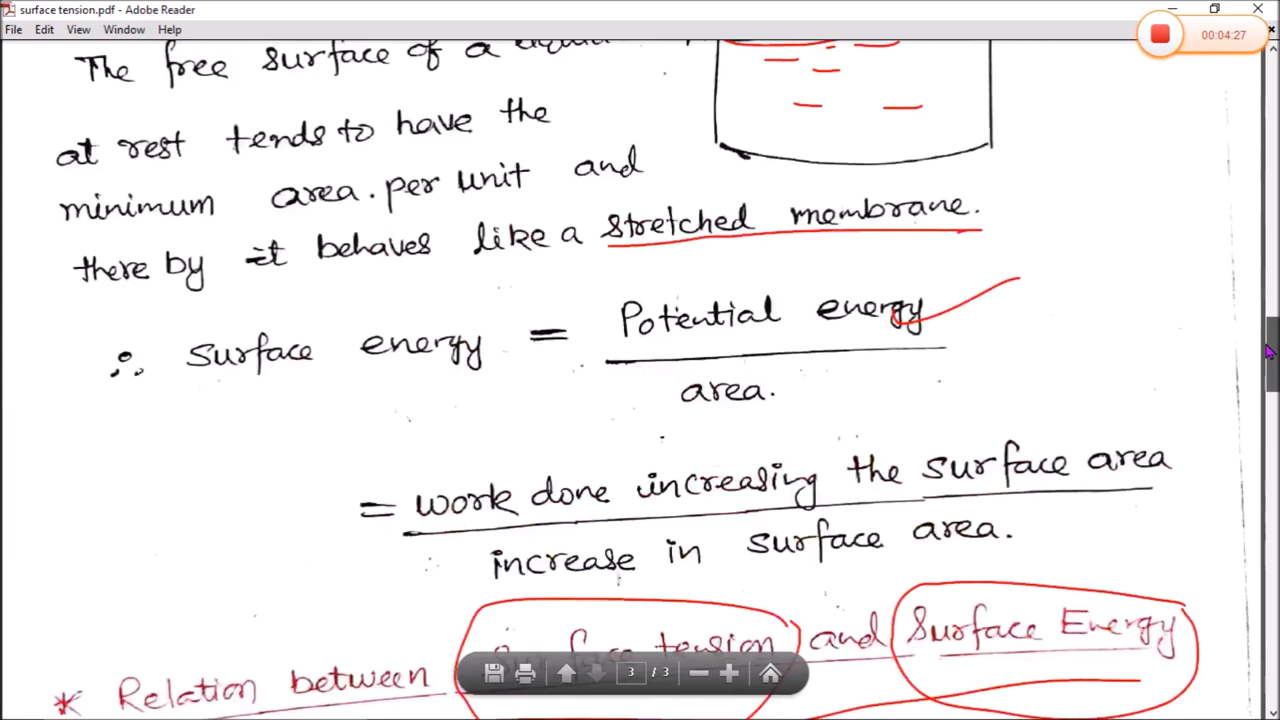 surface tension.pdf - Adobe Reader
File Edit View Window Help
00:04:27
The free surface of a liquid
at rest tends to have the
minimum area. per unit and
there by it behaves like a stretched membrane.
∴ Surface energy = Potential energy
area.
= work done increasing the surface area
increase in surface area.
* Relation between Surface tension and Surface Energy
3 / 3